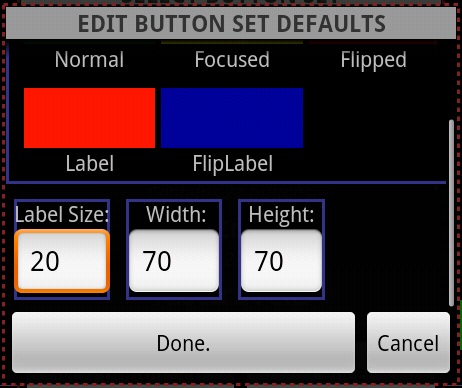 EDIT BUTTON SET DEFAULTS
Normal Focused Flipped
Label FlipLabel
Label Size: Width: Height:
20 70 70
Done. Cancel